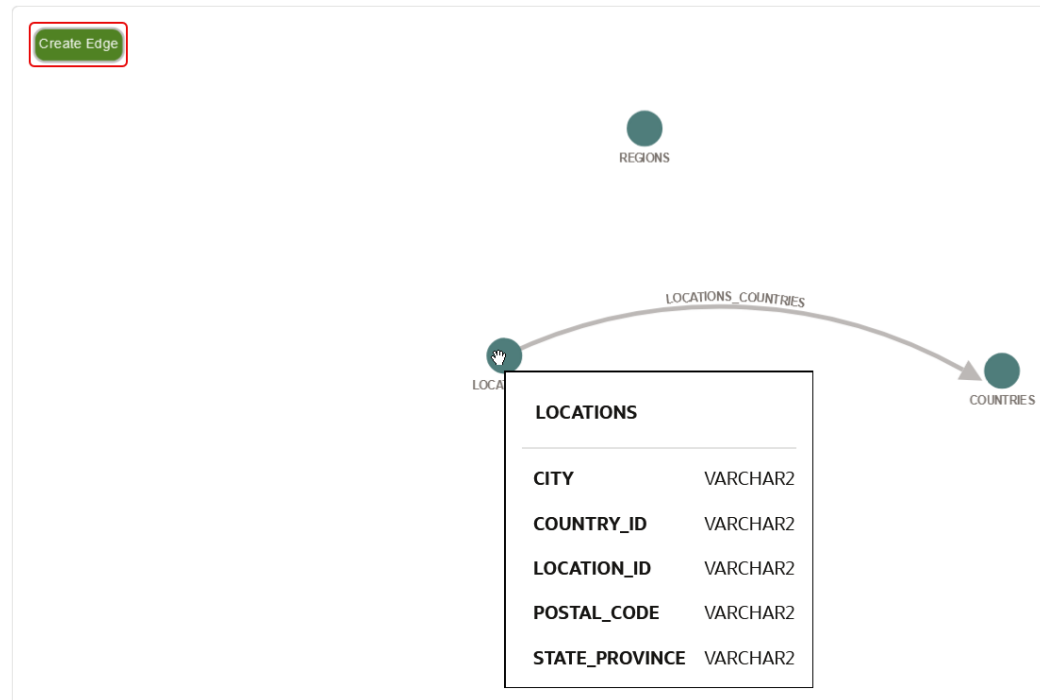 Create Edge
REGIONS
LOCATIONS_COUNTRIES
COUNTRIES
LOCATIONS
CITY VARCHAR2
COUNTRY_ID VARCHAR2
LOCATION_ID VARCHAR2
POSTAL_CODE VARCHAR2
STATE_PROVINCE VARCHAR2